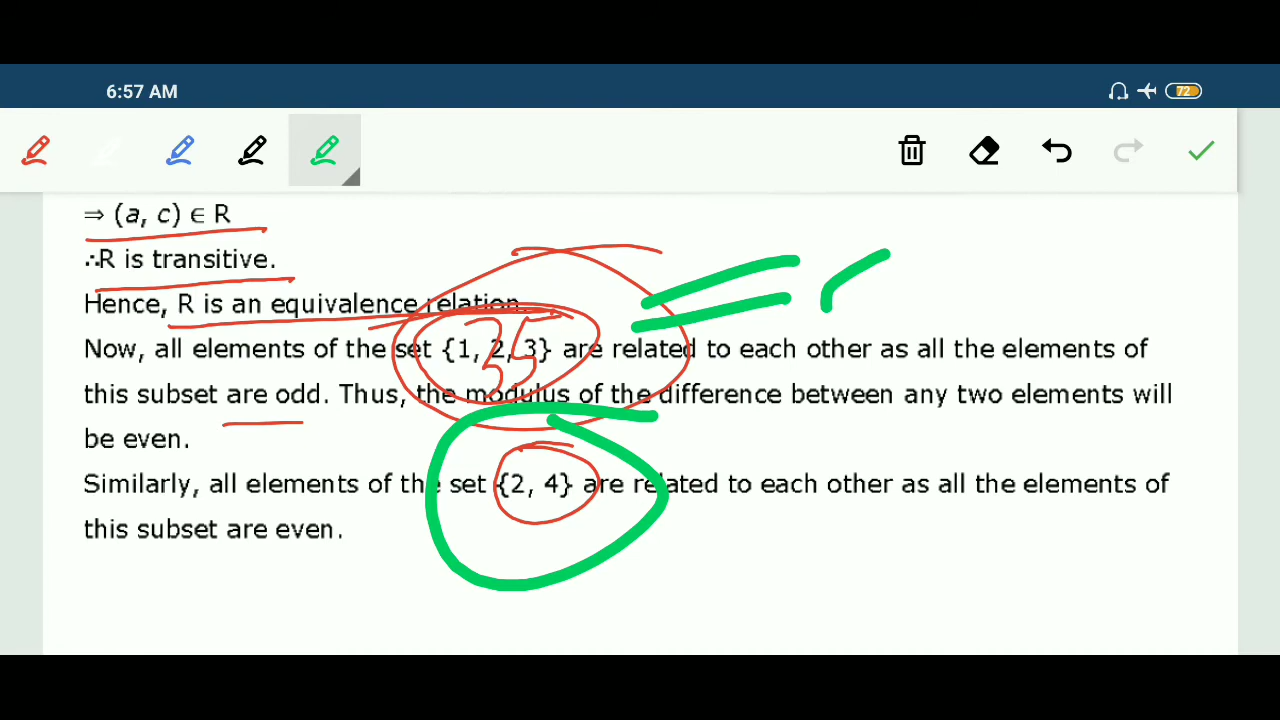 6:57 AM
72
⇒ (a, c) ∈ R
∴R is transitive.
Hence, R is an equivalence relation.
35
Now, all elements of the set {1, 2, 3} are related to each other as all the elements of
this subset are odd. Thus, the modulus of the difference between any two elements will
be even.
Similarly, all elements of the set {2, 4} are related to each other as all the elements of
this subset are even.